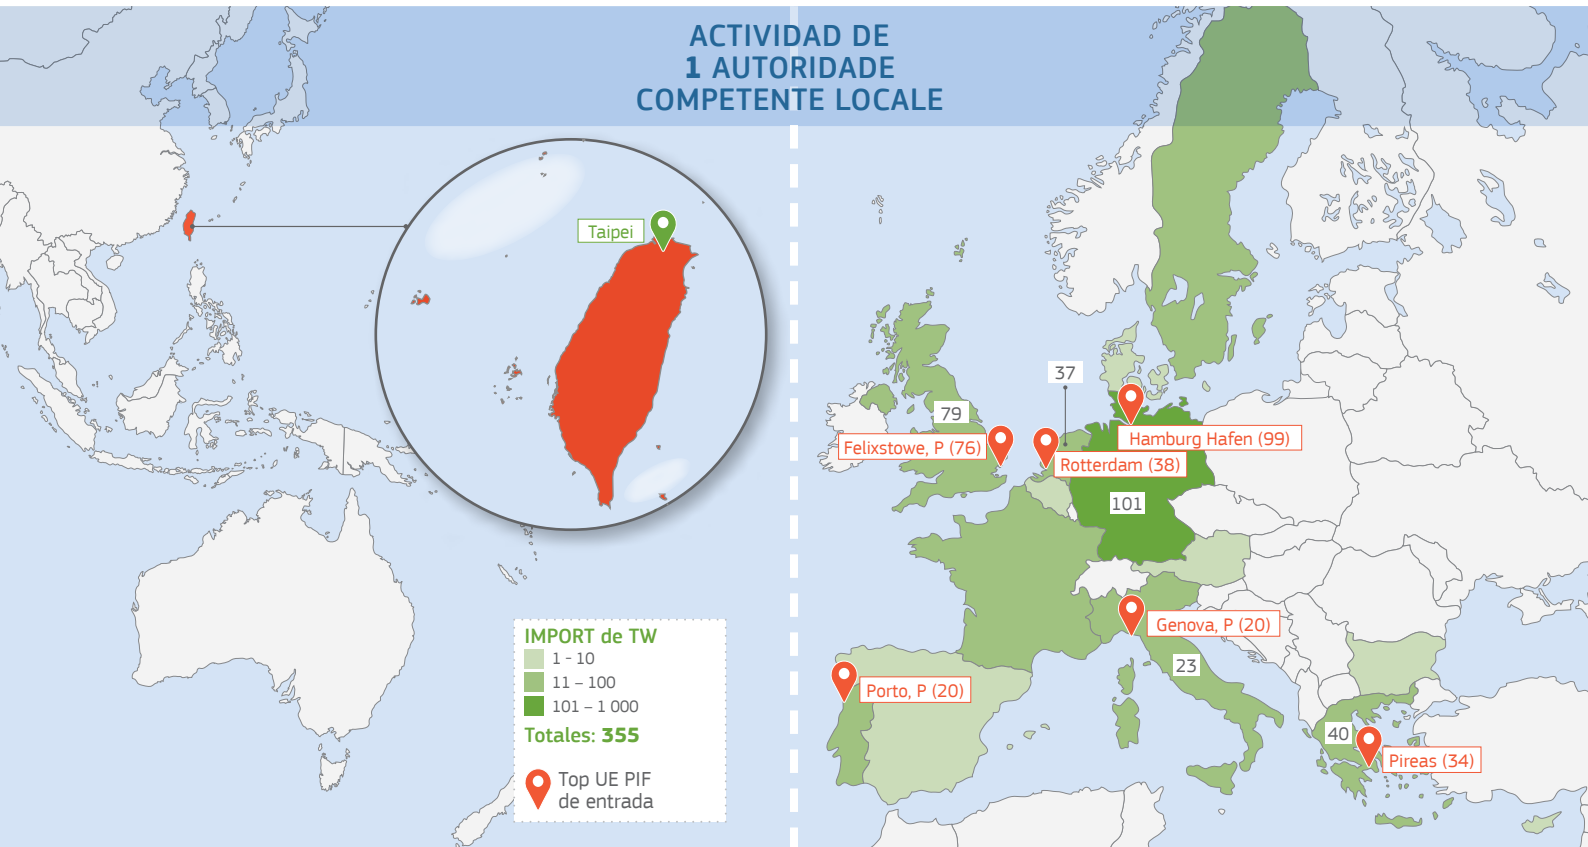 ACTIVIDAD DE
1 AUTORIDADE
COMPETENTE LOCALE
Taipei
37
79
Felixstowe, P (76)
Hamburg Hafen (99)
Rotterdam (38)
101
Genova, P (20)
23
Porto, P (20)
40
Pireas (34)
IMPORT de TW
1 - 10
11 – 100
101 – 1 000
Totales: 355
Top UE PIF
de entrada